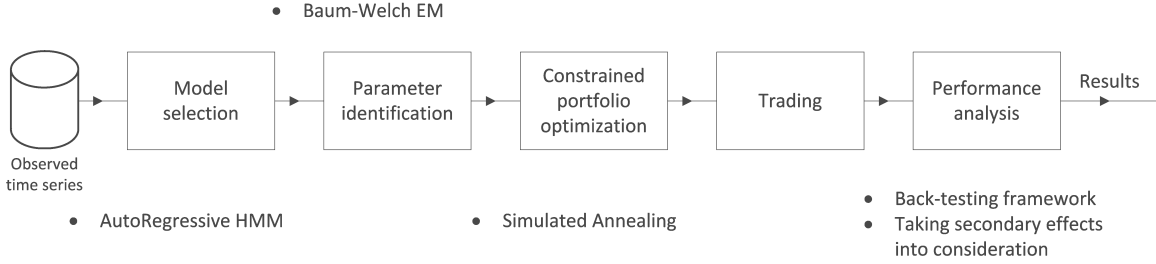 • Baum-Welch EM
Observed
time series
Model
selection
Parameter
identification
Constrained
portfolio
optimization
Trading
Performance
analysis
Results
• AutoRegressive HMM
• Simulated Annealing
• Back-testing framework
• Taking secondary effects
into consideration